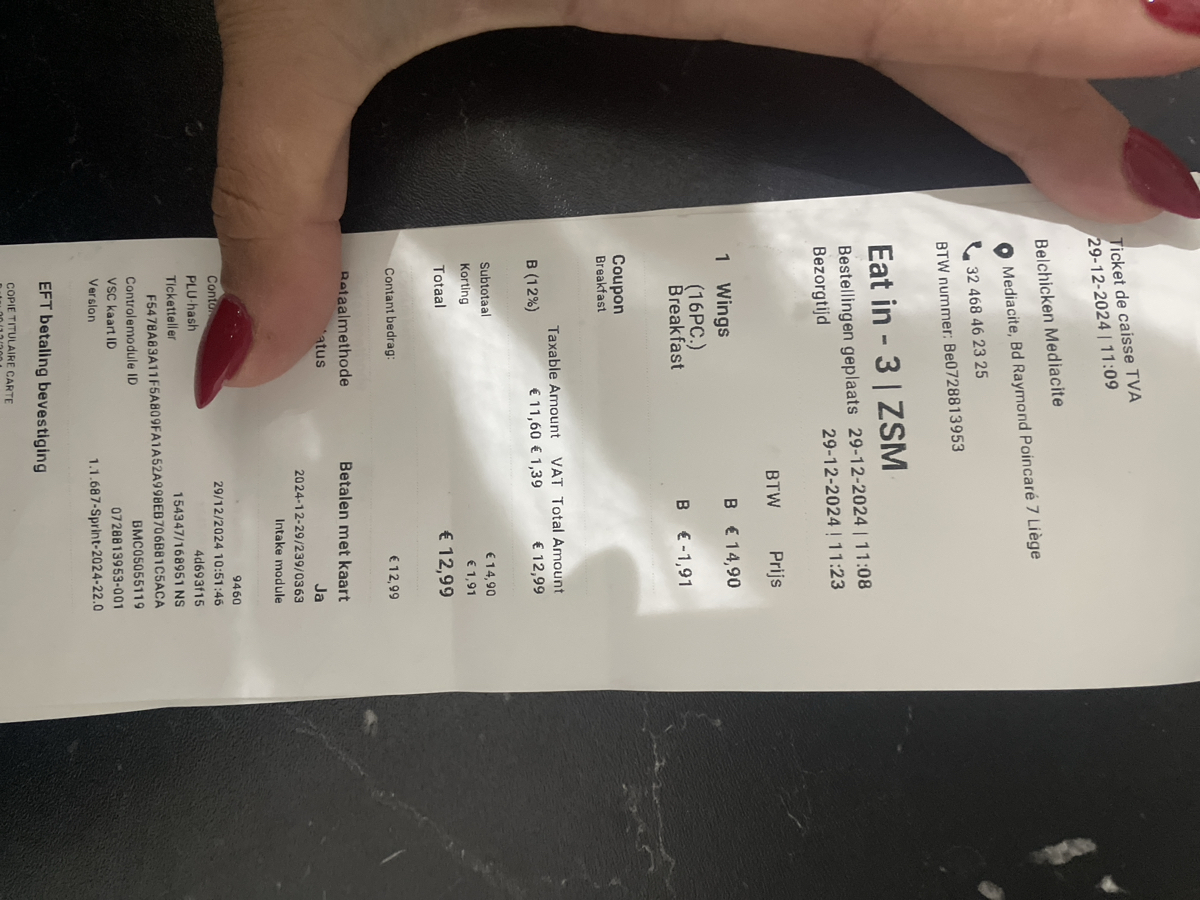 Ticket de caisse TVA
29-12-2024 | 11:09
Belchicken Mediacite
Mediacite, Bd Raymond Poincaré 7 Liège
32 468 46 23 25
BTW nummer: Be0728813953
Eat in - 3 | ZSM
Bestellingen geplaats 29-12-2024 | 11:08
Bezorgtijd 29-12-2024 | 11:23
BTW Prijs
1 Wings B € 14,90
(16PC.)
Breakfast B € -1,91
Coupon
Breakfast
Taxable Amount VAT Total Amount
B (12%) € 11,60 € 1,39 € 12,99
Subtotaal € 14,90
Korting € 1,91
Totaal € 12,99
Contant bedrag: € 12,99
Betaalmethode Betalen met kaart
Ja
2024-12-29/239/0363
Intake module
9460
29/12/2024 10:51:46
PLU-hash 4d693f15
Ticketteller 154347/168951 NS
F547BAB3A11F5A809FA1A52A998EB706B81C5ACA
Controlemodule ID BMC05055119
VSC kaart ID 0728813953-001
Version 1.1.687-Sprint-2024-22.0
EFT betaling bevestiging
COPIE TITULAIRE CARTE